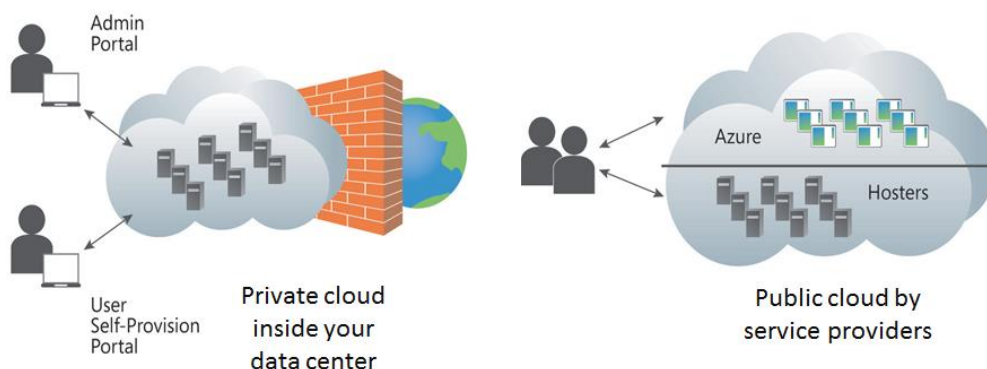 Admin
Portal
User
Self-Provision
Portal
Private cloud
inside your
data center
Azure
Hosters
Public cloud by
service providers